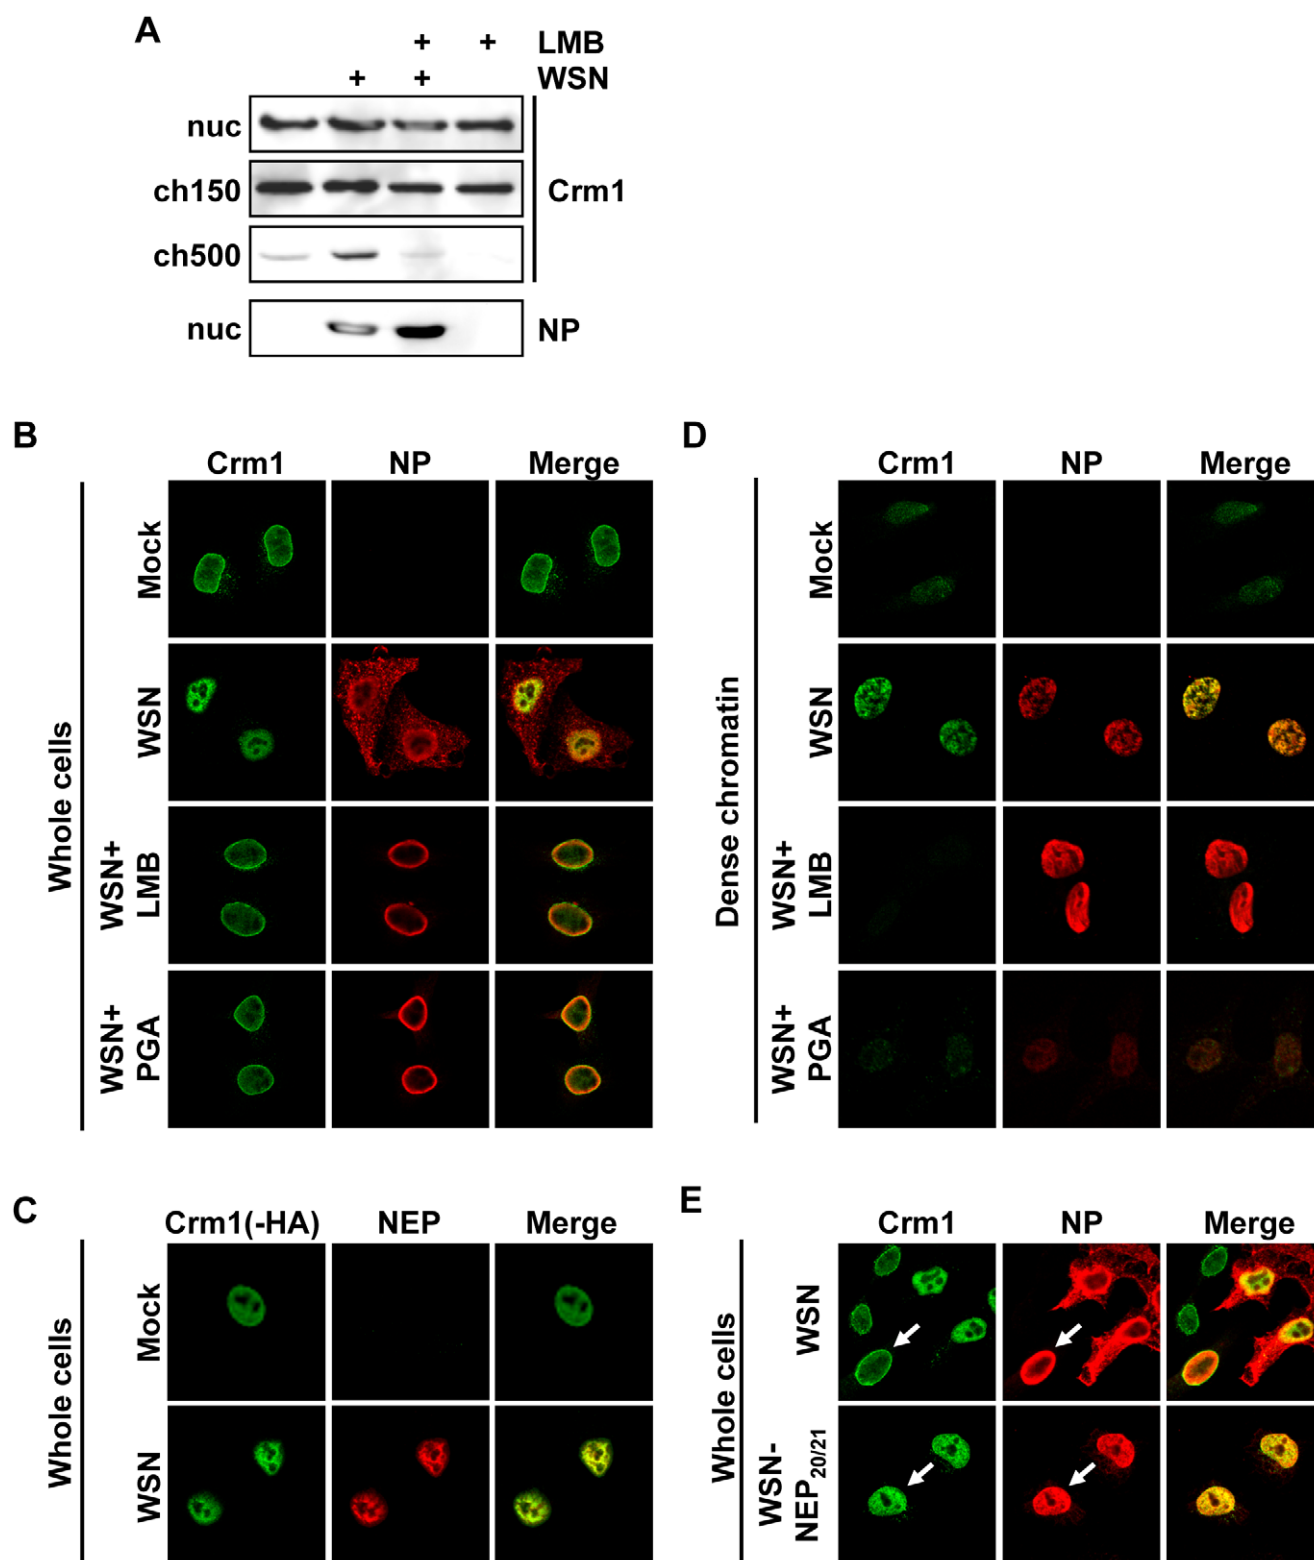 A
+ + LMB
+ + WSN
nuc
ch150
Crm1
ch500
nuc
NP
B
Crm1 NP Merge
Whole cells
Mock
WSN
WSN+
LMB
WSN+
PGA
D
Crm1 NP Merge
Dense chromatin
Mock
WSN
WSN+
LMB
WSN+
PGA
C
Crm1(-HA) NEP Merge
Whole cells
Mock
WSN
E
Crm1 NP Merge
Whole cells
WSN
WSN-
NEP20/21